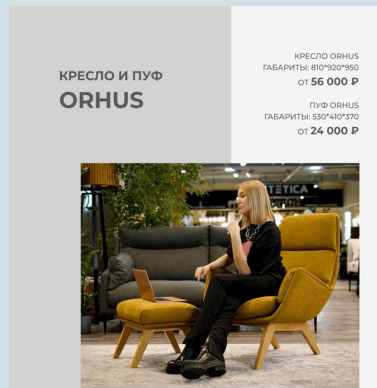 КРЕСЛО И ПУФ
ORHUS
КРЕСЛО ORHUS
ГАБАРИТЫ: 810*920*950
ОТ 56 000 ₽
ПУФ ORHUS
ГАБАРИТЫ: 530*410*370
ОТ 24 000 ₽